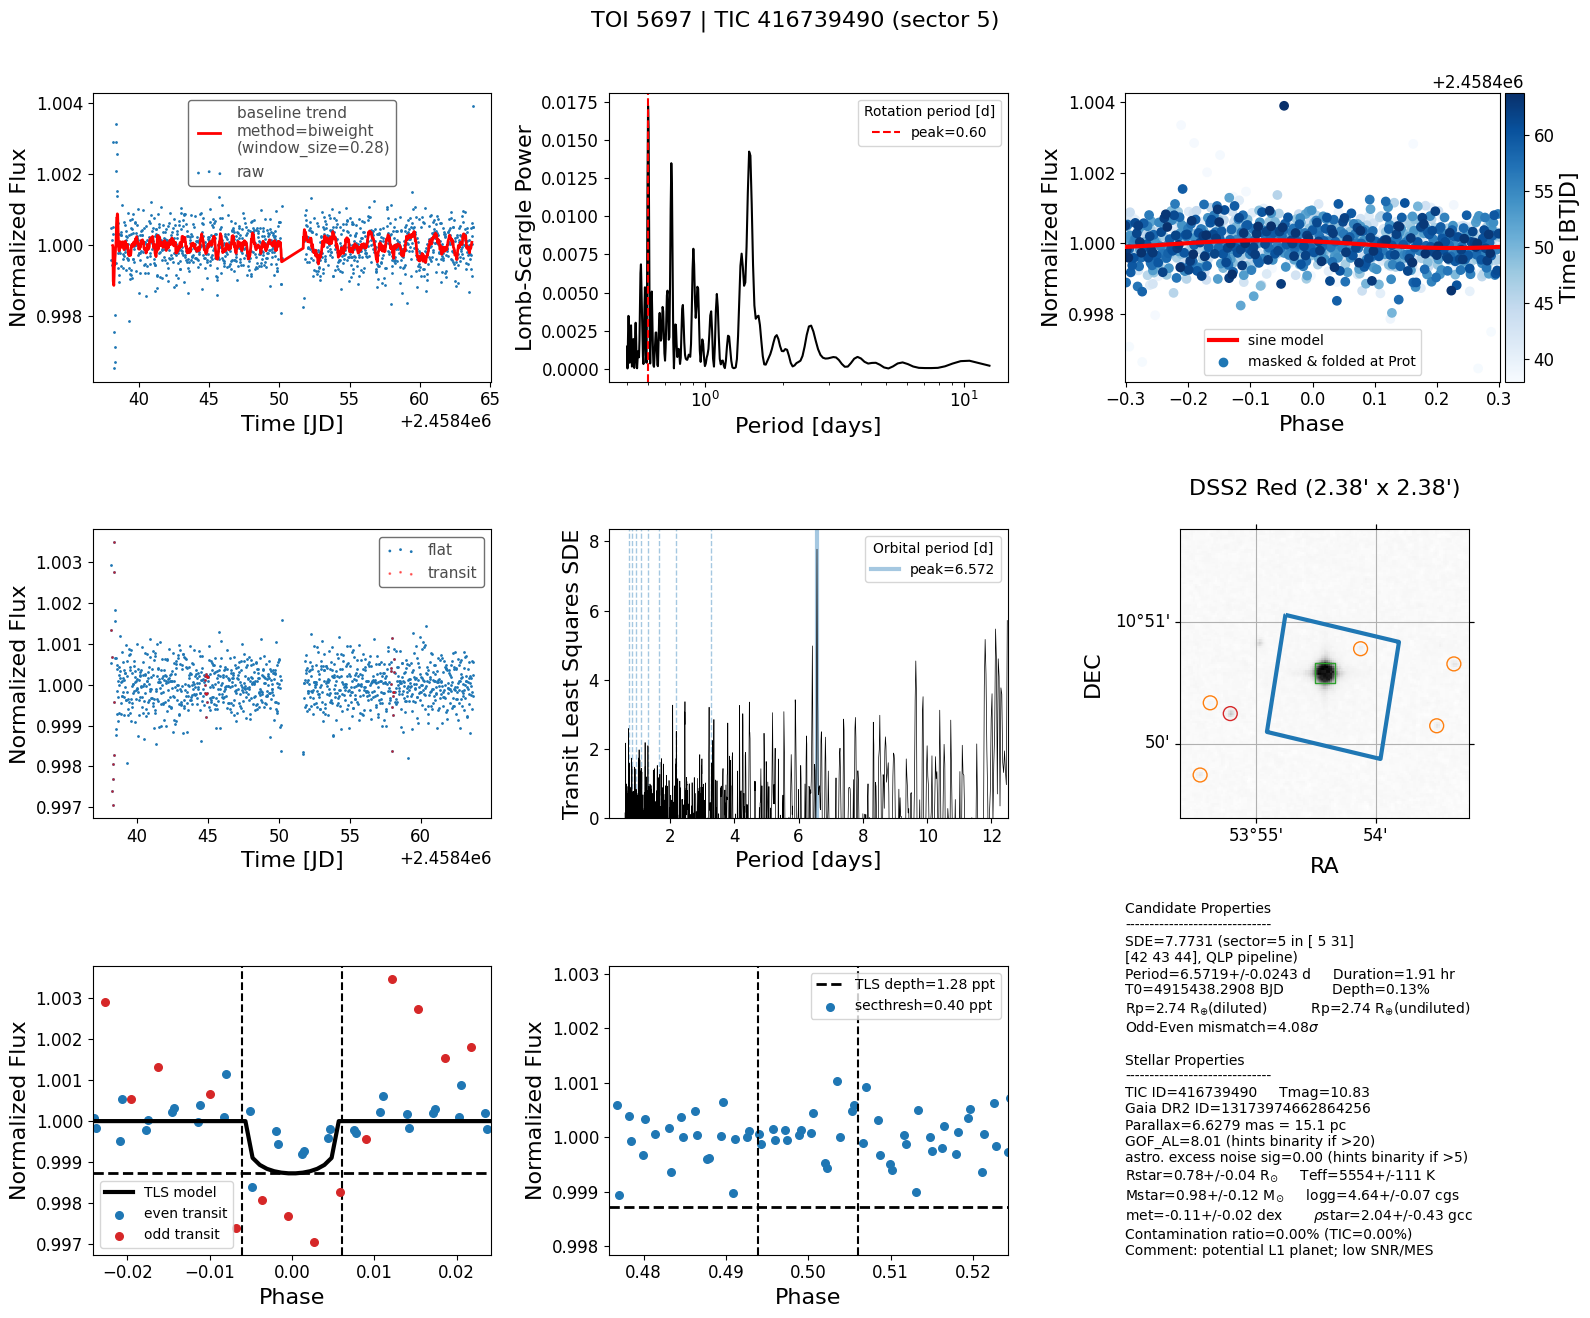 TOI 5697 | TIC 416739490 (sector 5)
Normalized Flux
1.004
1.002
1.000
0.998
baseline trend
method=biweight
(window_size=0.28)
raw
40
45
50
55
60
65
Time [JD]
+2.4584e6
Lomb-Scargle Power
0.0175
0.0150
0.0125
0.0100
0.0075
0.0050
0.0025
0.0000
Rotation period [d]
peak=0.60
10⁰
10¹
Period [days]
Normalized Flux
1.004
1.002
1.000
0.998
sine model
masked & folded at Prot
−0.3
−0.2
−0.1
0.0
0.1
0.2
0.3
Phase
+2.4584e6
60
55
50
45
40
Time [BTJD]
Normalized Flux
1.003
1.002
1.001
1.000
0.999
0.998
0.997
flat
transit
40
45
50
55
60
Time [JD]
+2.4584e6
Transit Least Squares SDE
8
6
4
2
0
Orbital period [d]
peak=6.572
2
4
6
8
10
12
Period [days]
DSS2 Red (2.38' x 2.38')
DEC
10°51'
50'
53°55'
54'
RA
Normalized Flux
1.003
1.002
1.001
1.000
0.999
0.998
0.997
TLS model
even transit
odd transit
−0.02
−0.01
0.00
0.01
0.02
Phase
Normalized Flux
1.003
1.002
1.001
1.000
0.999
0.998
TLS depth=1.28 ppt
secthresh=0.40 ppt
0.48
0.49
0.50
0.51
0.52
Phase
Candidate Properties
-------------------------------
SDE=7.7731 (sector=5 in [ 5 31]
[42 43 44], QLP pipeline)
Period=6.5719+/-0.0243 d Duration=1.91 hr
T0=4915438.2908 BJD Depth=0.13%
Rp=2.74 R⊕(diluted) Rp=2.74 R⊕(undiluted)
Odd-Even mismatch=4.08σ
Stellar Properties
-------------------------------
TIC ID=416739490 Tmag=10.83
Gaia DR2 ID=13173974662864256
Parallax=6.6279 mas = 15.1 pc
GOF_AL=8.01 (hints binarity if >20)
astro. excess noise sig=0.00 (hints binarity if >5)
Rstar=0.78+/-0.04 R☉ Teff=5554+/-111 K
Mstar=0.98+/-0.12 M☉ logg=4.64+/-0.07 cgs
met=-0.11+/-0.02 dex ρstar=2.04+/-0.43 gcc
Contamination ratio=0.00% (TIC=0.00%)
Comment: potential L1 planet; low SNR/MES